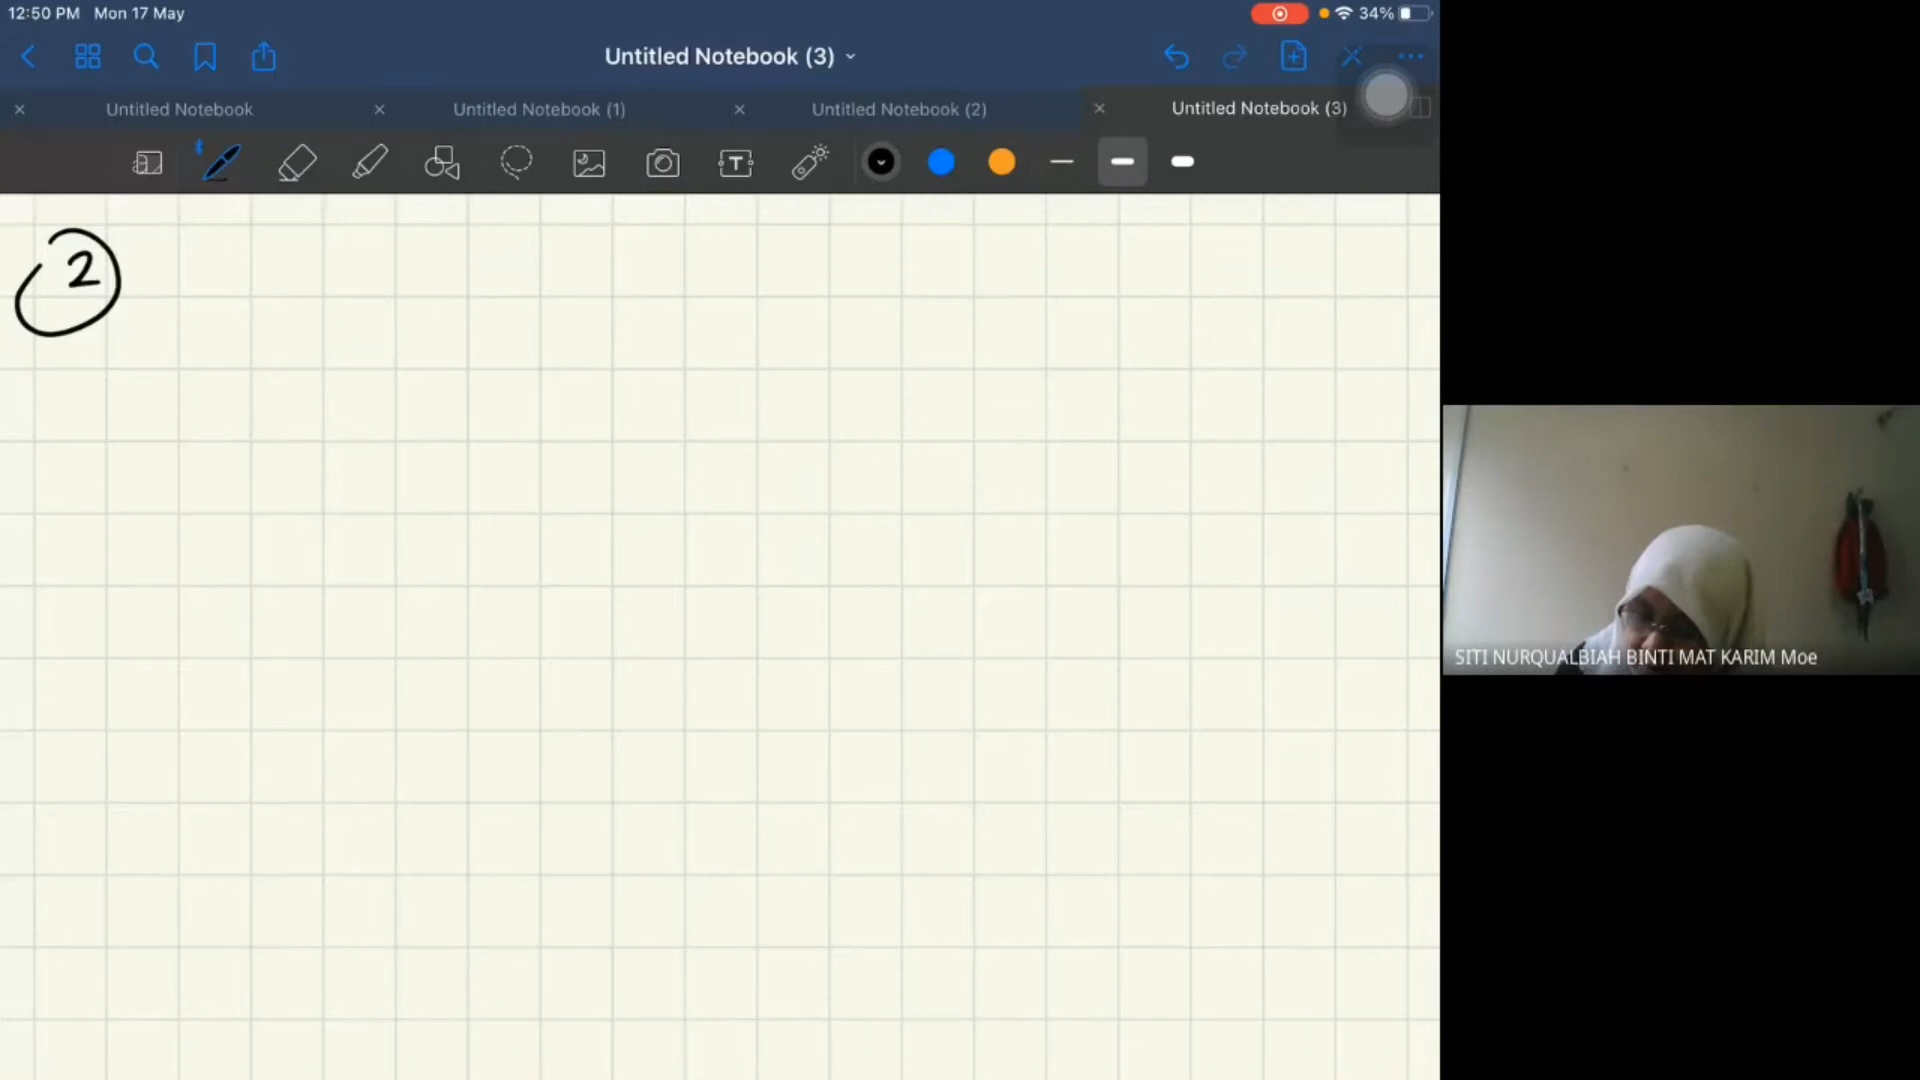 12:50 PM Mon 17 May 34%
Untitled Notebook (3)
Untitled Notebook Untitled Notebook (1) Untitled Notebook (2) Untitled Notebook (3)
T
2
SITI NURQUALBIAH BINTI MAT KARIM Moe